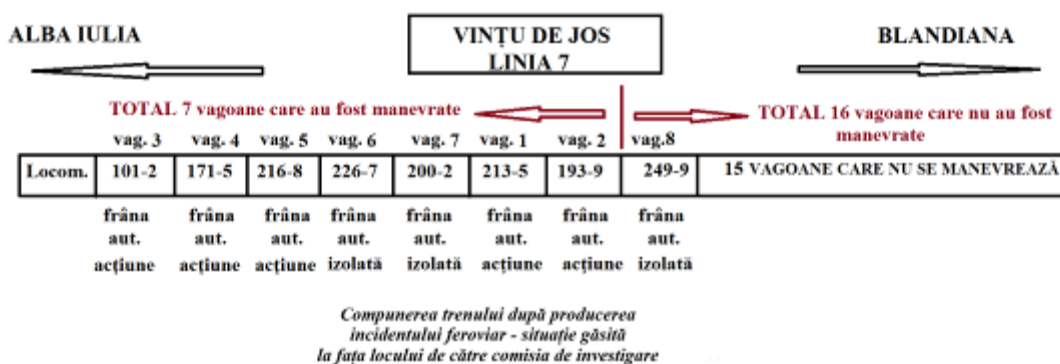 ALBA IULIA
VINȚU DE JOS
LINIA 7
BLANDIANA
TOTAL 7 vagoane care au fost manevrate
TOTAL 16 vagoane care nu au fost
manevrate
vag. 3 vag. 4 vag. 5 vag. 6 vag. 7 vag. 1 vag. 2 vag.8
Locom. 101-2 171-5 216-8 226-7 200-2 213-5 193-9 249-9 15 VAGOANE CARE NU SE MANEVREAZĂ
frâna frâna frâna frâna frâna frâna frâna frâna
aut. aut. aut. aut. aut. aut. aut. aut.
acțiune acțiune acțiune izolată izolată acțiune acțiune izolată
Compunerea trenului după producerea
incidentului feroviar - situație găsită
la fața locului de către comisia de investigare